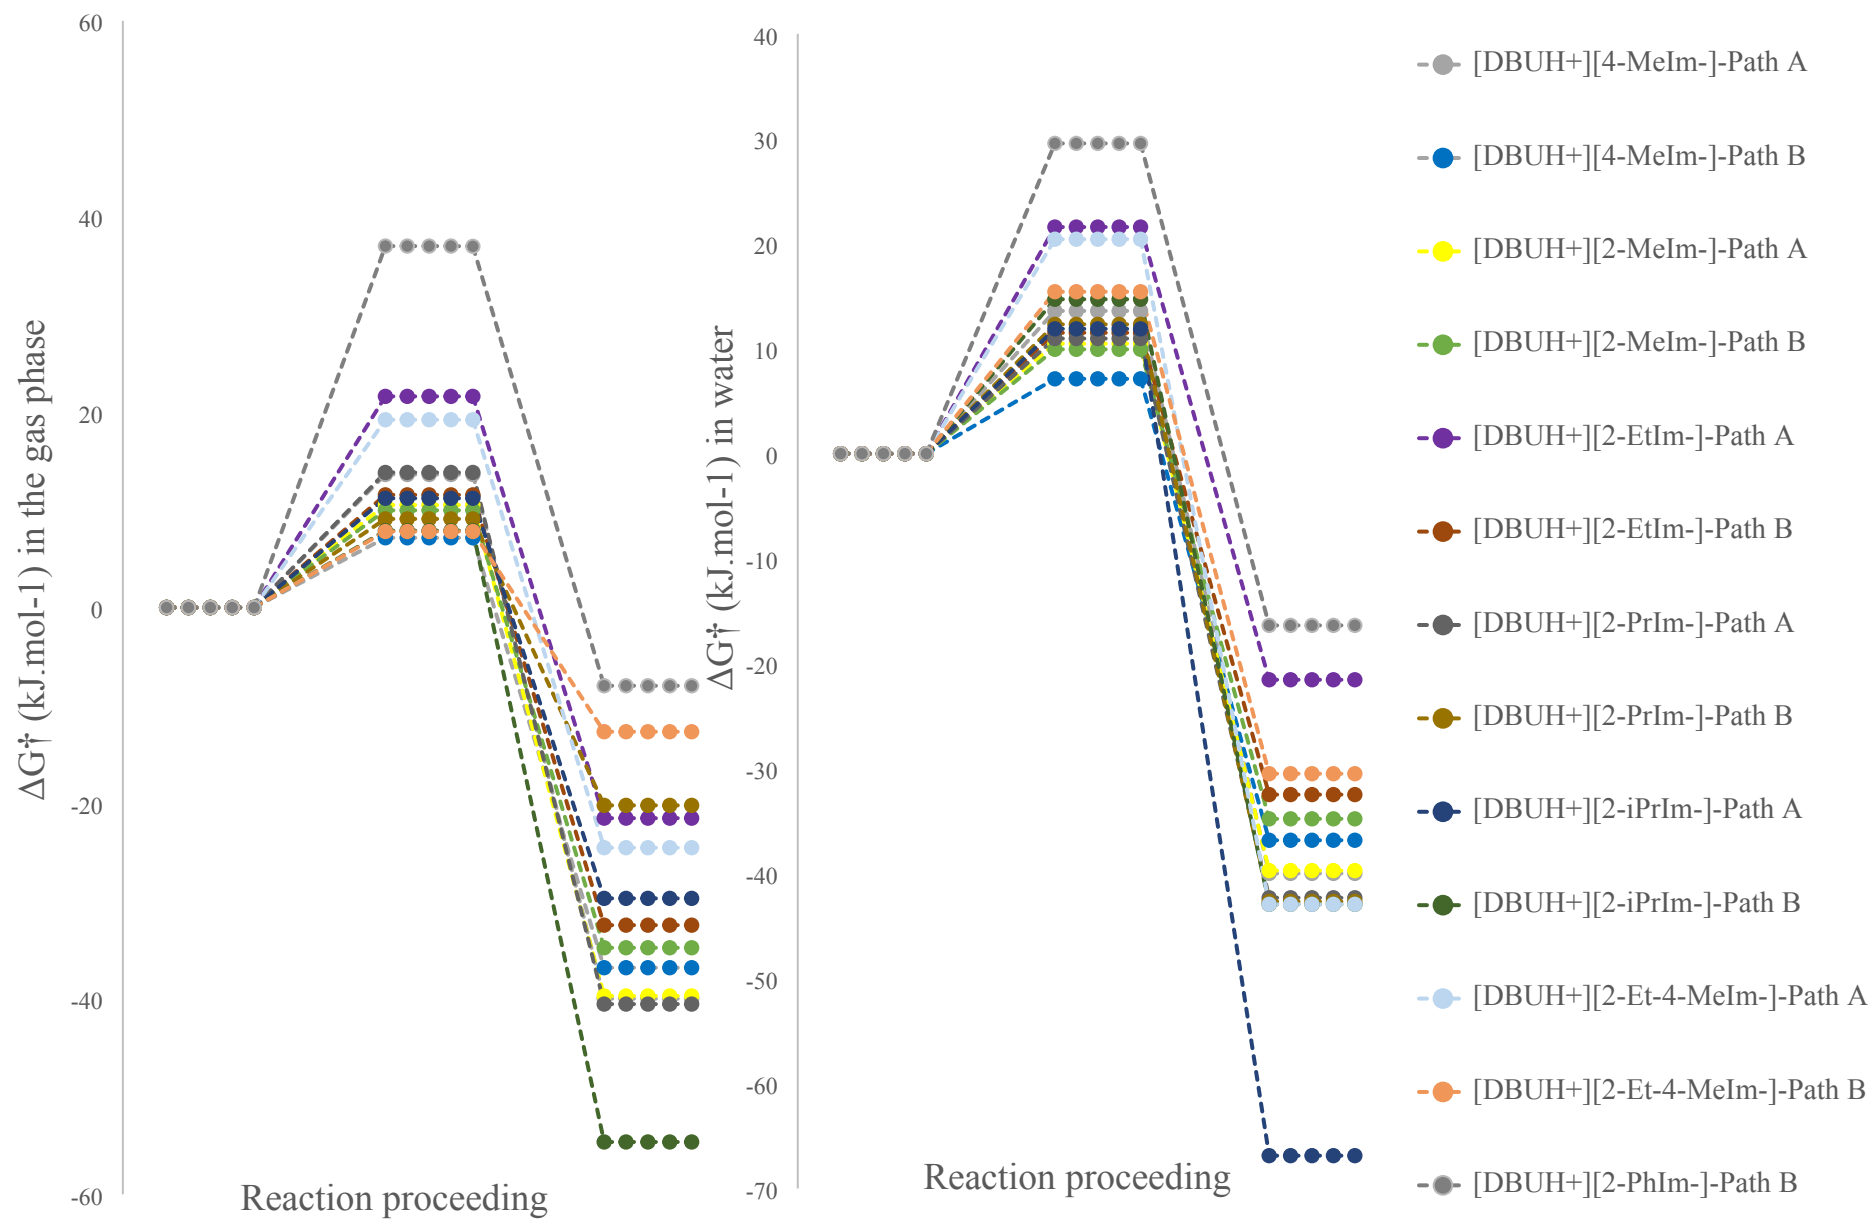 ΔG† (kJ.mol-1) in the gas phase
60
40
20
0
-20
-40
-60
Reaction proceeding
ΔG† (kJ.mol-1) in water
40
30
20
10
0
-10
-20
-30
-40
-50
-60
-70
Reaction proceeding
[DBUH+][4-MeIm-]-Path A
[DBUH+][4-MeIm-]-Path B
[DBUH+][2-MeIm-]-Path A
[DBUH+][2-MeIm-]-Path B
[DBUH+][2-EtIm-]-Path A
[DBUH+][2-EtIm-]-Path B
[DBUH+][2-PrIm-]-Path A
[DBUH+][2-PrIm-]-Path B
[DBUH+][2-iPrIm-]-Path A
[DBUH+][2-iPrIm-]-Path B
[DBUH+][2-Et-4-MeIm-]-Path A
[DBUH+][2-Et-4-MeIm-]-Path B
[DBUH+][2-PhIm-]-Path B